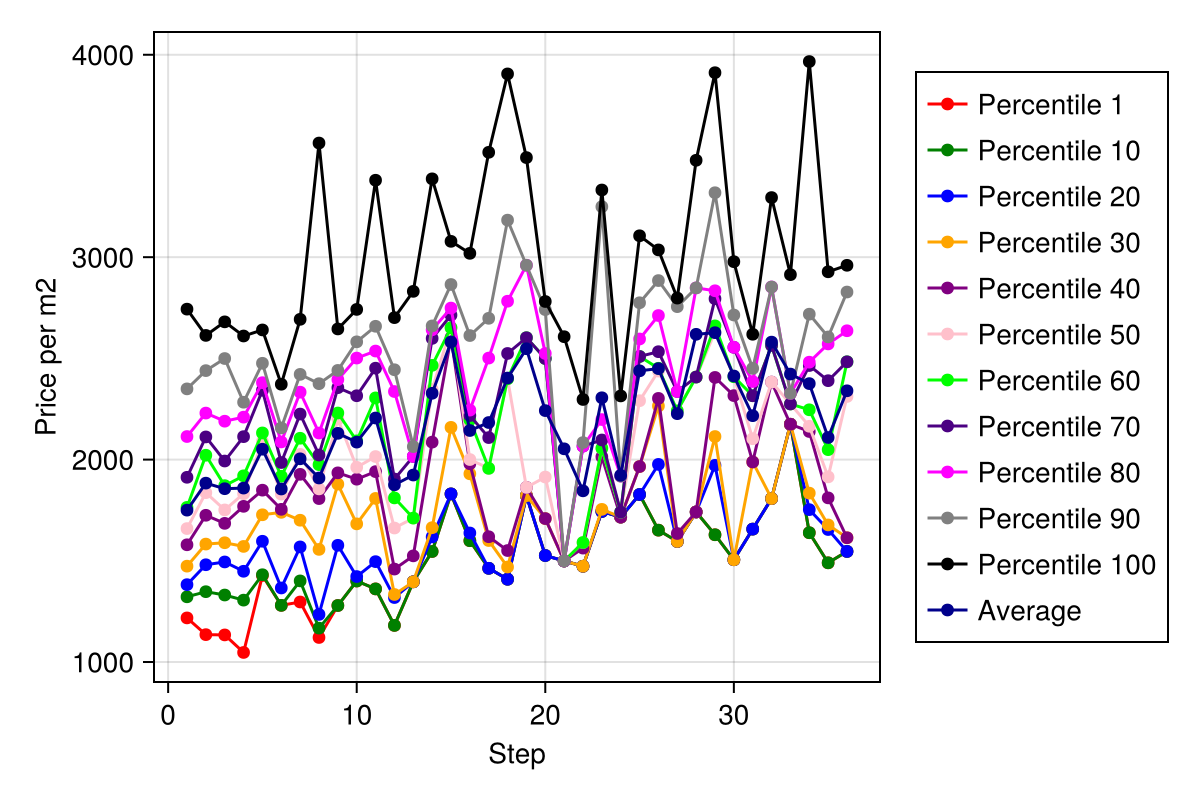 4000
3000
2000
1000
Price per m2
0
10
20
30
Step
Percentile 1
Percentile 10
Percentile 20
Percentile 30
Percentile 40
Percentile 50
Percentile 60
Percentile 70
Percentile 80
Percentile 90
Percentile 100
Average